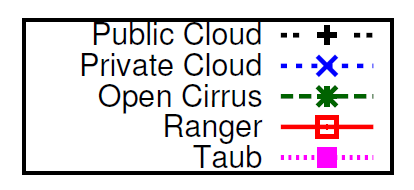 Public Cloud
Private Cloud
Open Cirrus
Ranger
Taub